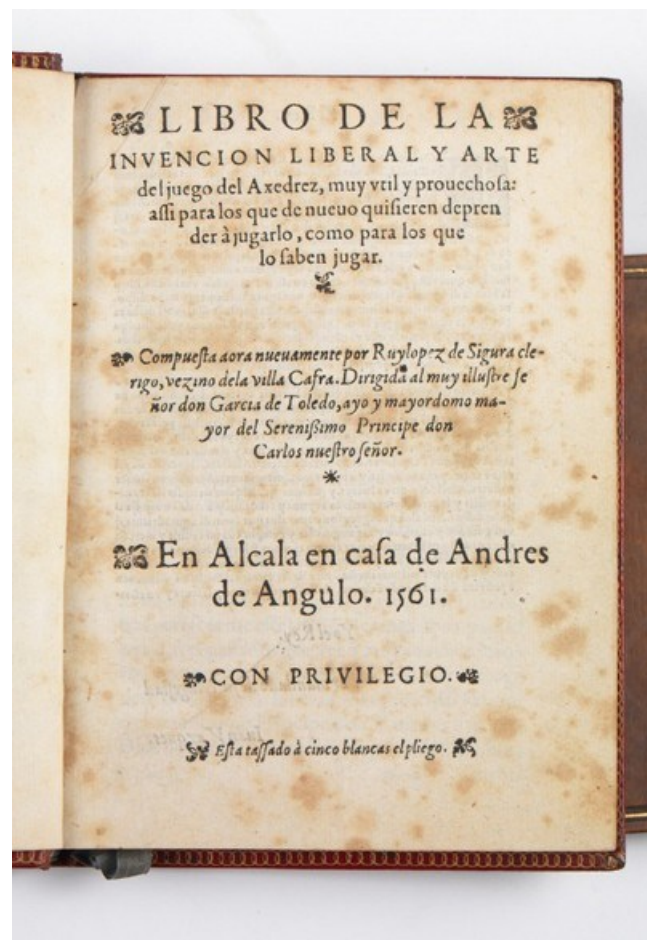 LIBRO DE LA
INVENCION LIBERAL Y ARTE
del juego del Axedrez, muy vtil y prouechoſa:
aſſi para los que de nueuo quiſieren depren
der à jugarlo, como para los que
lo ſaben jugar.
Compueſta aora nueuamente por Ruylopez de Sigura cle-
rigo, vezino dela villa Cafra. Dirigida al muy illuſtre ſe
ñor don Garcia de Toledo, ayo y mayordomo ma-
yor del Sereniſsimo Principe don
Carlos nueſtro ſeñor.
En Alcala en caſa de Andres
de Angulo. 1561.
CON PRIVILEGIO.
Eſta taſſado à cinco blancas el pliego.